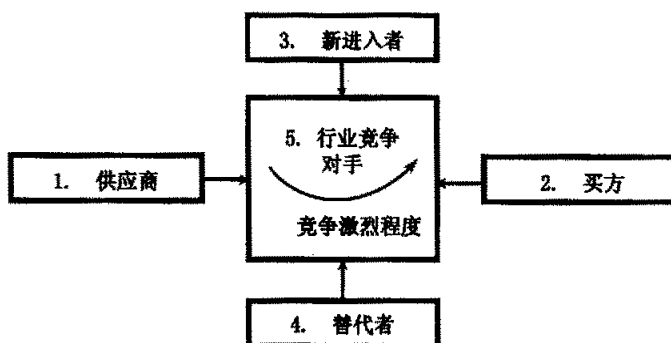 3. 新进入者
5. 行业竞争
对手
1. 供应商
2. 买方
竞争激烈程度
4. 替代者